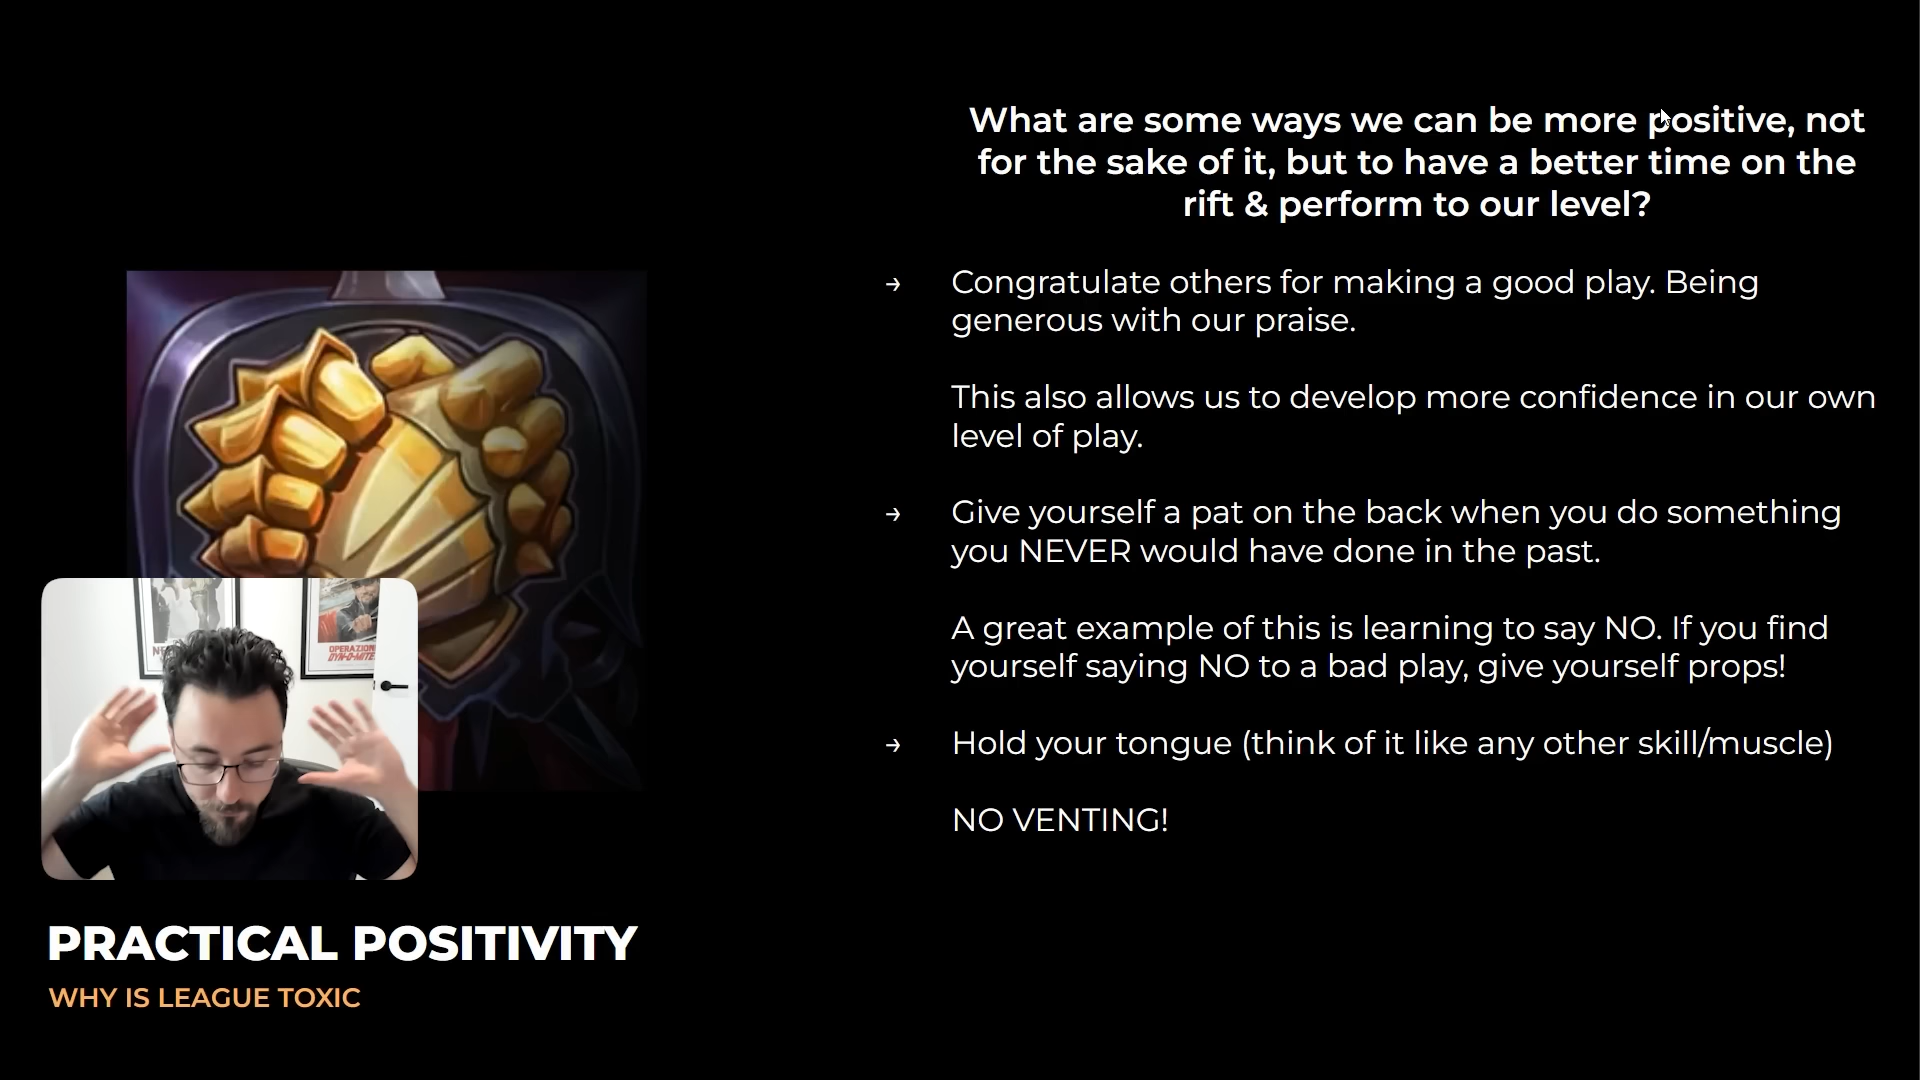 What are some ways we can be more positive, not
for the sake of it, but to have a better time on the
rift & perform to our level?
→ Congratulate others for making a good play. Being
generous with our praise.
This also allows us to develop more confidence in our own
level of play.
→ Give yourself a pat on the back when you do something
you NEVER would have done in the past.
A great example of this is learning to say NO. If you find
yourself saying NO to a bad play, give yourself props!
→ Hold your tongue (think of it like any other skill/muscle)
NO VENTING!
OPERAZIONE
DYN-O-MITE
PRACTICAL POSITIVITY
WHY IS LEAGUE TOXIC